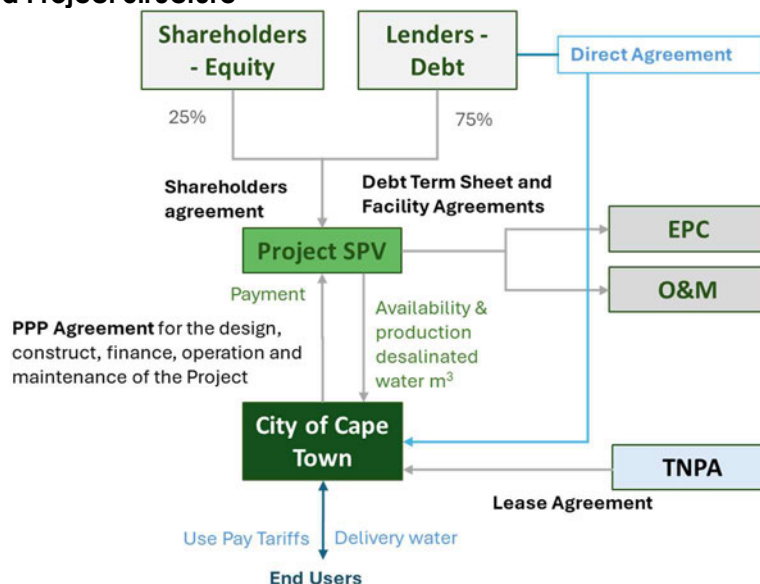 Project structure
Shareholders
- Equity
Lenders -
Debt
Direct Agreement
25%
75%
Shareholders
agreement
Debt Term Sheet and
Facility Agreements
Project SPV
EPC
O&M
Payment
Availability &
production
desalinated
water m³
PPP Agreement for the design,
construct, finance, operation and
maintenance of the Project
City of Cape
Town
TNPA
Lease Agreement
Use Pay Tariffs
Delivery water
End Users